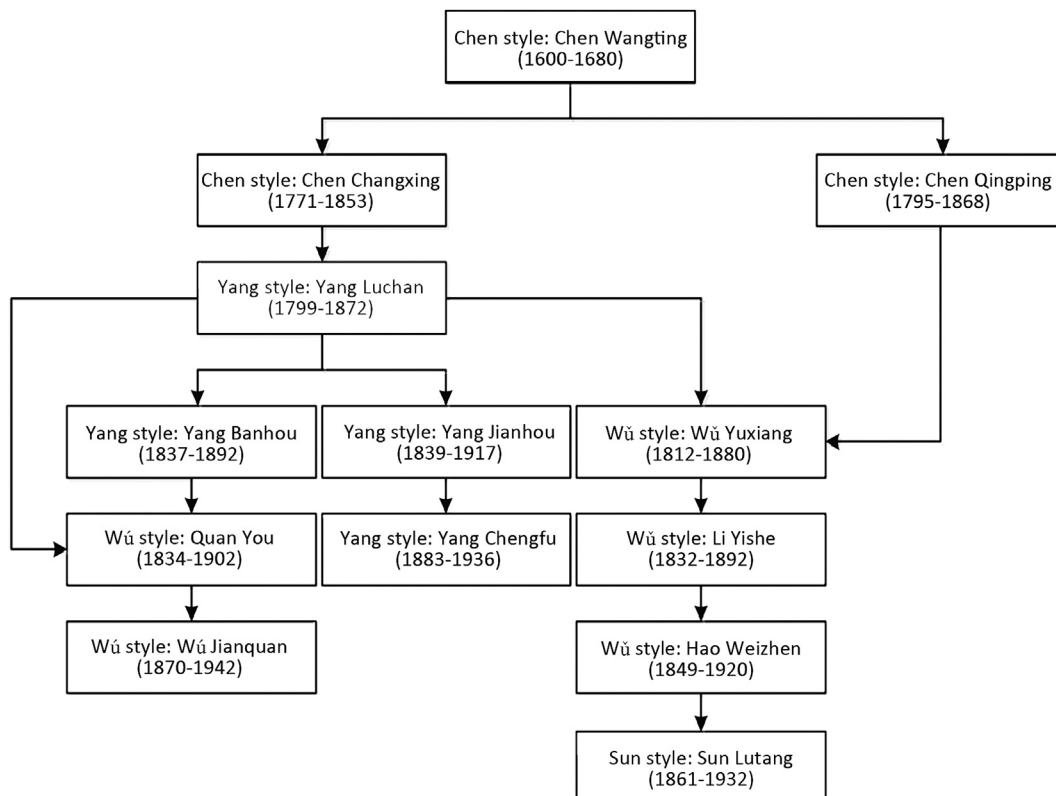 Chen style: Chen Wangting
(1600-1680)
Chen style: Chen Changxing
(1771-1853)
Chen style: Chen Qingping
(1795-1868)
Yang style: Yang Luchan
(1799-1872)
Yang style: Yang Banhou
(1837-1892)
Yang style: Yang Jianhou
(1839-1917)
Wǔ style: Wǔ Yuxiang
(1812-1880)
Wú style: Quan You
(1834-1902)
Yang style: Yang Chengfu
(1883-1936)
Wǔ style: Li Yishe
(1832-1892)
Wú style: Wú Jianquan
(1870-1942)
Wǔ style: Hao Weizhen
(1849-1920)
Sun style: Sun Lutang
(1861-1932)